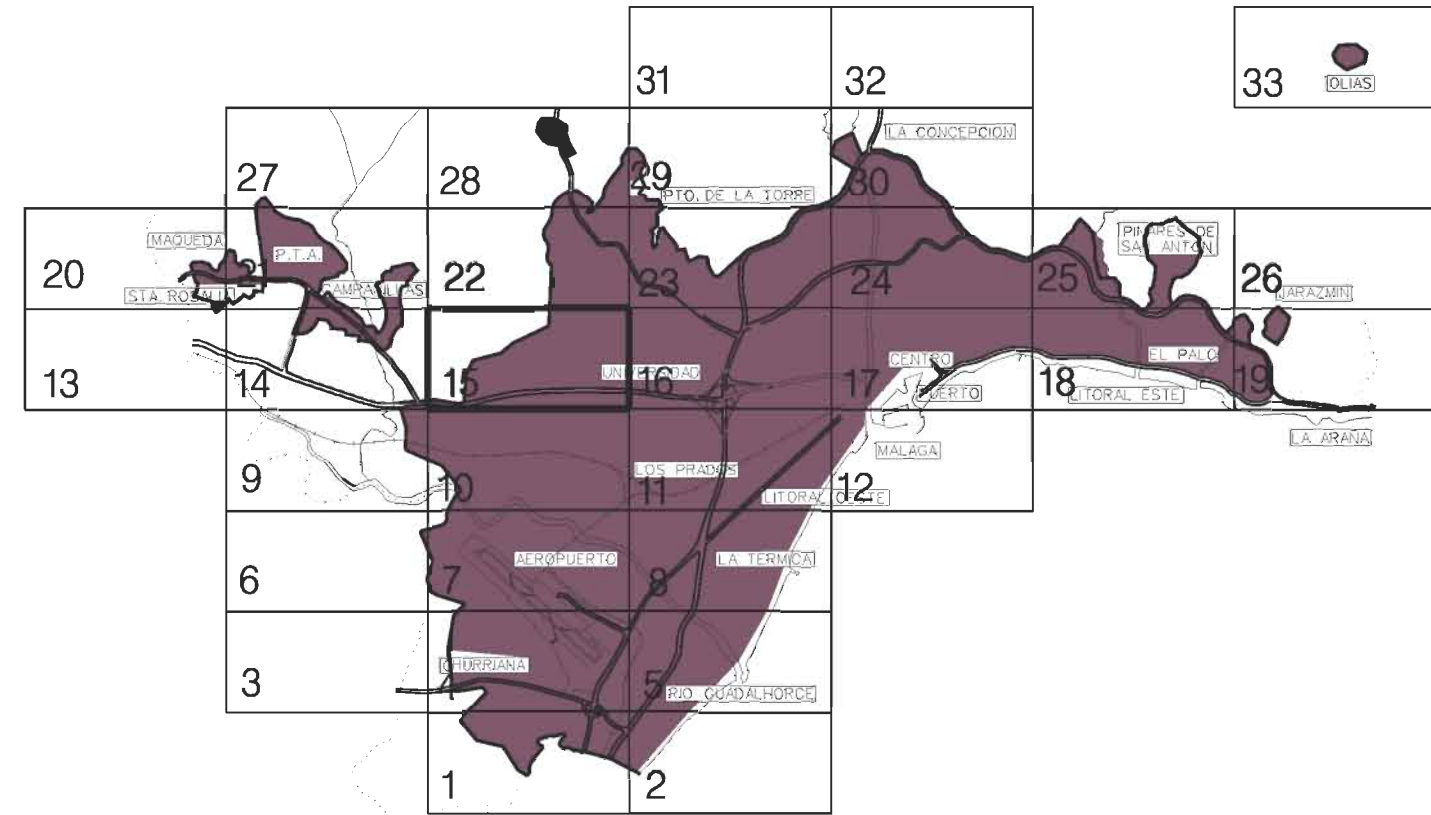 31
32
33
OLIAS
LA CONCEPCION
27
28
29
PTO. DE LA TORRE
30
MAQUEDA
P.T.A.
PINARES DE
SAN ANTON
20
21
STA. ROSALIA
CAMPANILLAS
22
23
24
25
26
JARAZMIN
13
14
15
UNIVERSIDAD
16
17
CENTRO
PUERTO
18
EL PALO
LITORAL ESTE
19
LA ARAÑA
MALAGA
9
10
LOS PRADOS
11
LITORAL OESTE
12
6
7
AEROPUERTO
8
LA TERMICA
3
CHURRIANA
5
RIO GUADALHORCE
1
2